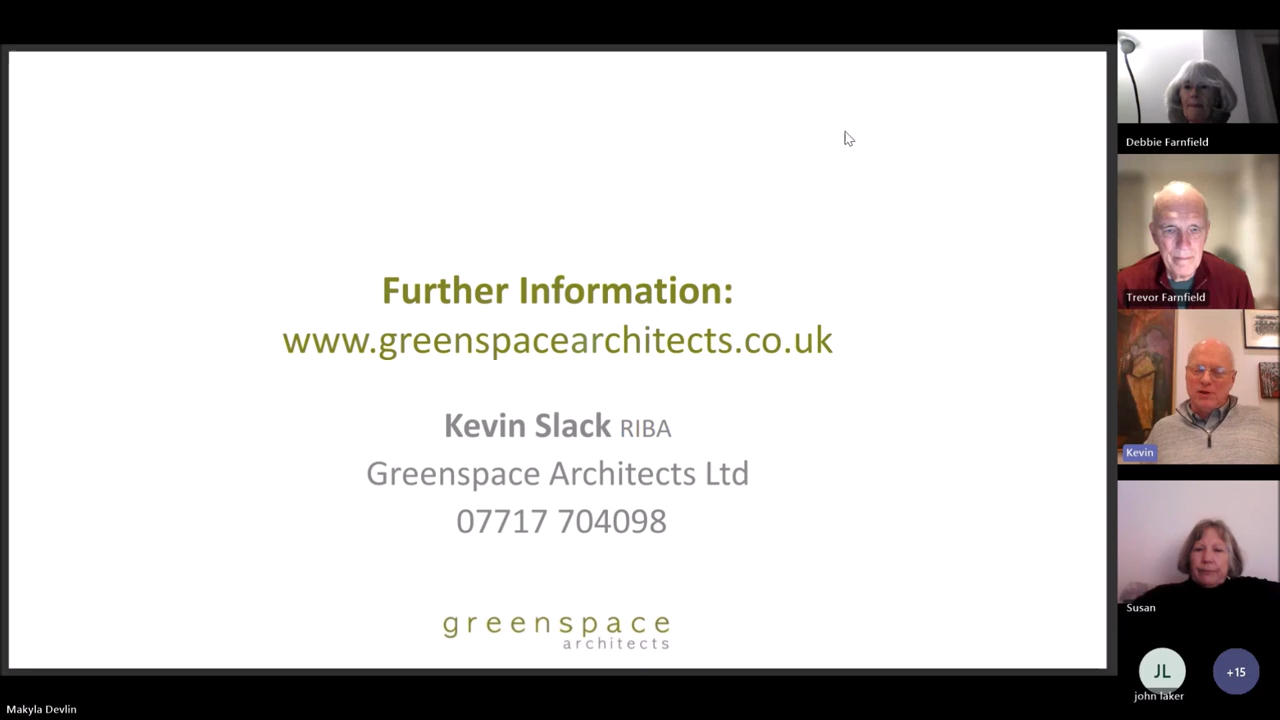 Further Information:
www.greenspacearchitects.co.uk
Kevin Slack RIBA
Greenspace Architects Ltd
07717 704098
greenspace
architects
Debbie Farnfield
Trevor Farnfield
Kevin
Susan
JL
+15
john laker
Makyla Devlin